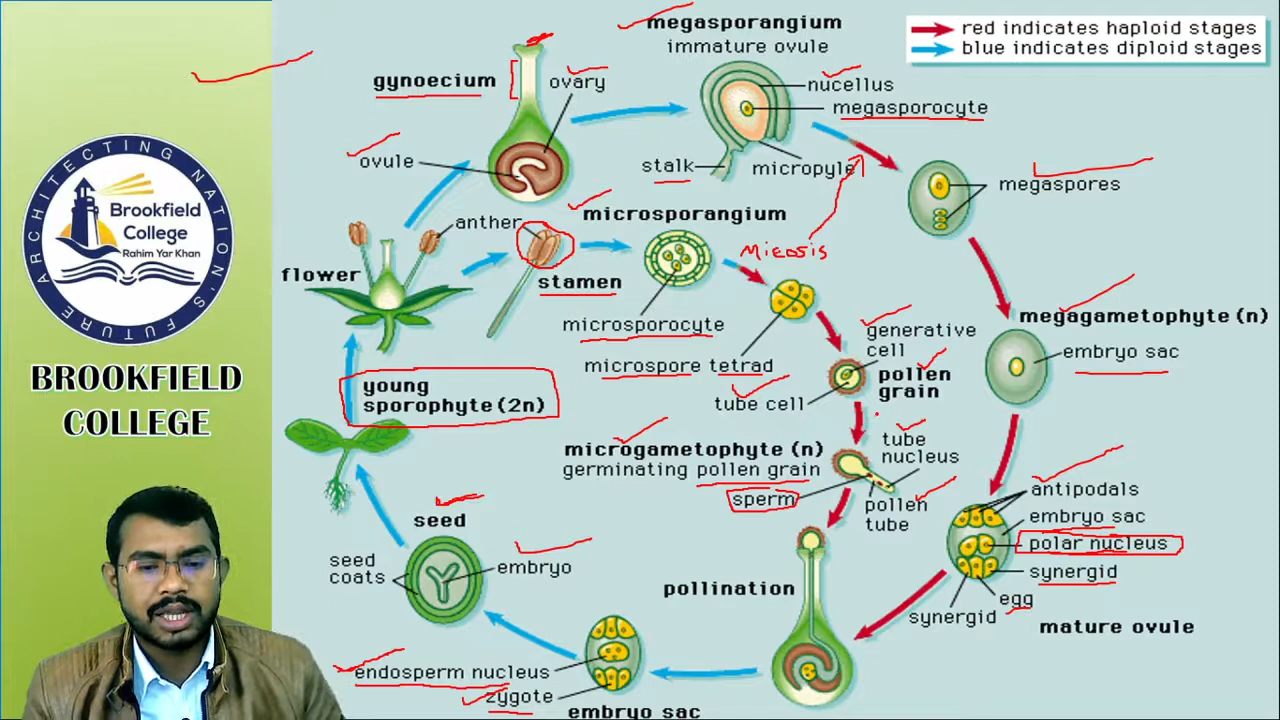 red indicates haploid stages
blue indicates diploid stages
megasporangium
immature ovule
gynoecium
ovary
nucellus
megasporocyte
ovule
stalk
micropyle
megaspores
anther
microsporangium
flower
stamen
Mieosis
microsporocyte
microspore tetrad
generative
cell
pollen
grain
tube cell
megagametophyte (n)
embryo sac
young
sporophyte (2n)
microgametophyte (n)
germinating pollen grain
sperm
tube
nucleus
pollen
tube
antipodals
embryo sac
polar nucleus
synergid
egg
synergid
mature ovule
seed
seed
coats
embryo
pollination
endosperm nucleus
zygote
embryo sac
ARCHITECTING NATION'S FUTURE
Brookfield
College
Rahim Yar Khan
BROOKFIELD
COLLEGE